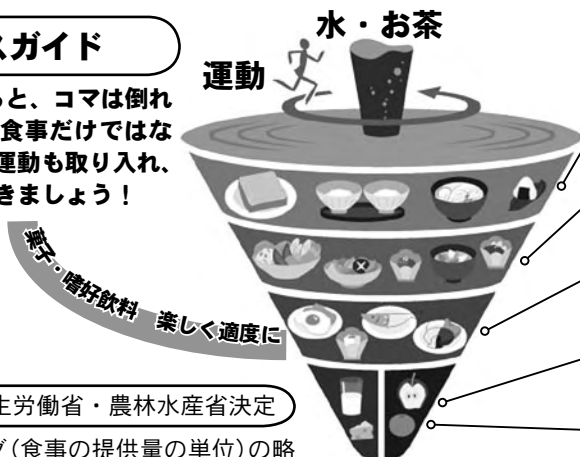 スガイド
水・お茶
運動
ると、コマは倒れ
食事だけではな
運動も取り入れ、
きましょう！
菓子・嗜好飲料 楽しく適度に
生労働省・農林水産省決定
グ（食事の提供量の単位）の略